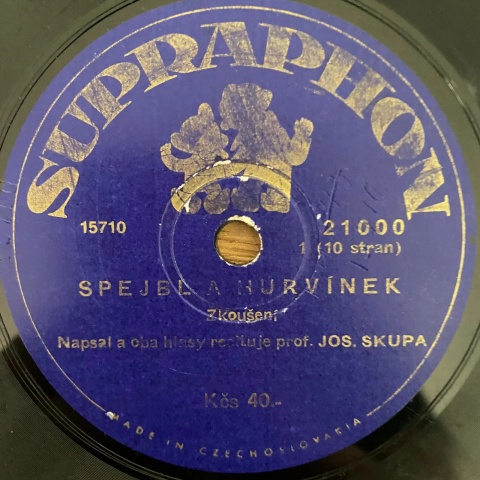 SUPRAPHON
15710
21000
1 (10 stran)
SPEJBL A HURVÍNEK
Zkoušení
Napsal a oba hlasy recituje prof. JOS. SKUPA
Kčs 40.-
MADE IN CZECHOSLOVAKIA